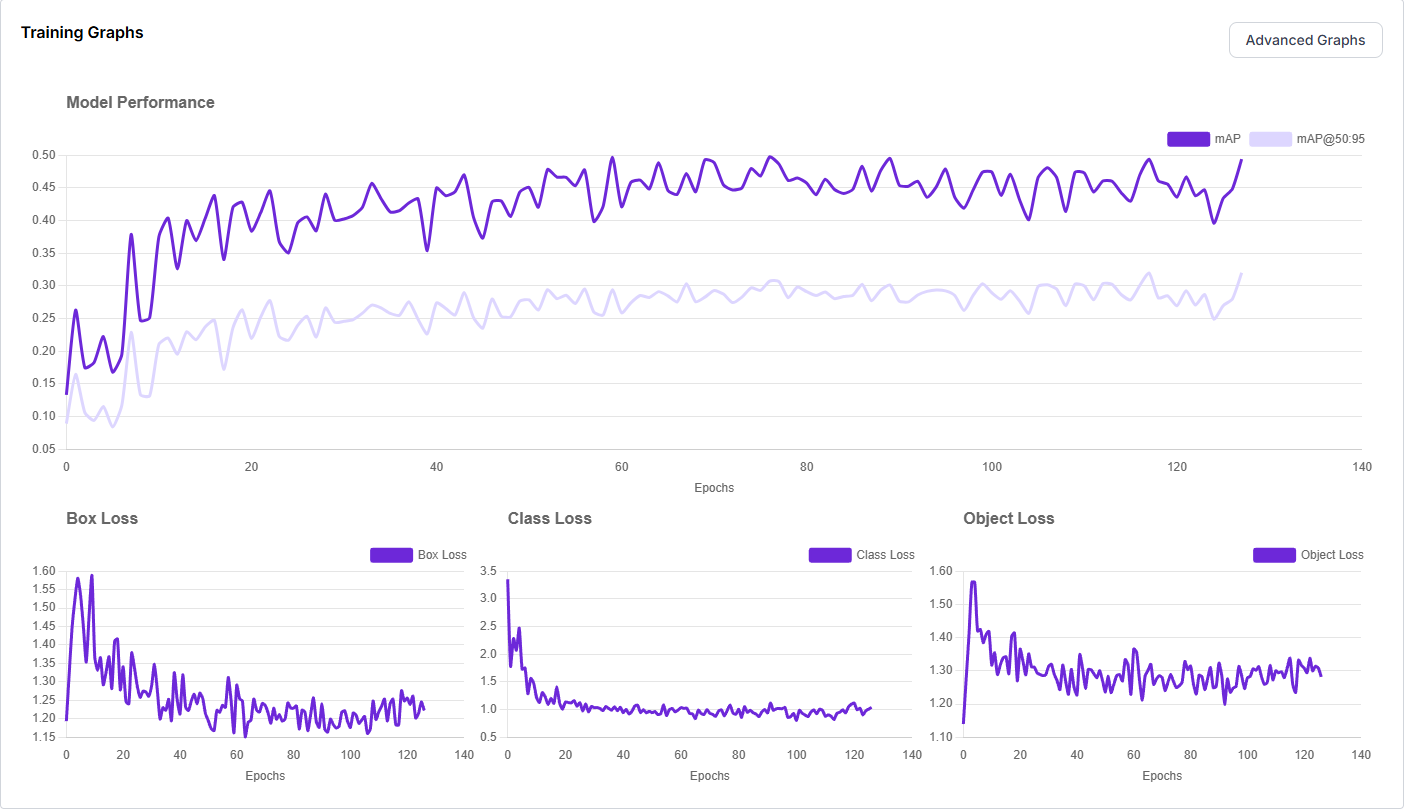 Training Graphs
Advanced Graphs
Model Performance
mAP mAP@50:95
0.50
0.45
0.40
0.35
0.30
0.25
0.20
0.15
0.10
0.05
0 20 40 60 80 100 120 140
Epochs
Box Loss
Box Loss
1.60
1.55
1.50
1.45
1.40
1.35
1.30
1.25
1.20
1.15
0 20 40 60 80 100 120 140
Epochs
Class Loss
Class Loss
3.5
3.0
2.5
2.0
1.5
1.0
0.5
0 20 40 60 80 100 120 140
Epochs
Object Loss
Object Loss
1.60
1.50
1.40
1.30
1.20
1.10
0 20 40 60 80 100 120 140
Epochs